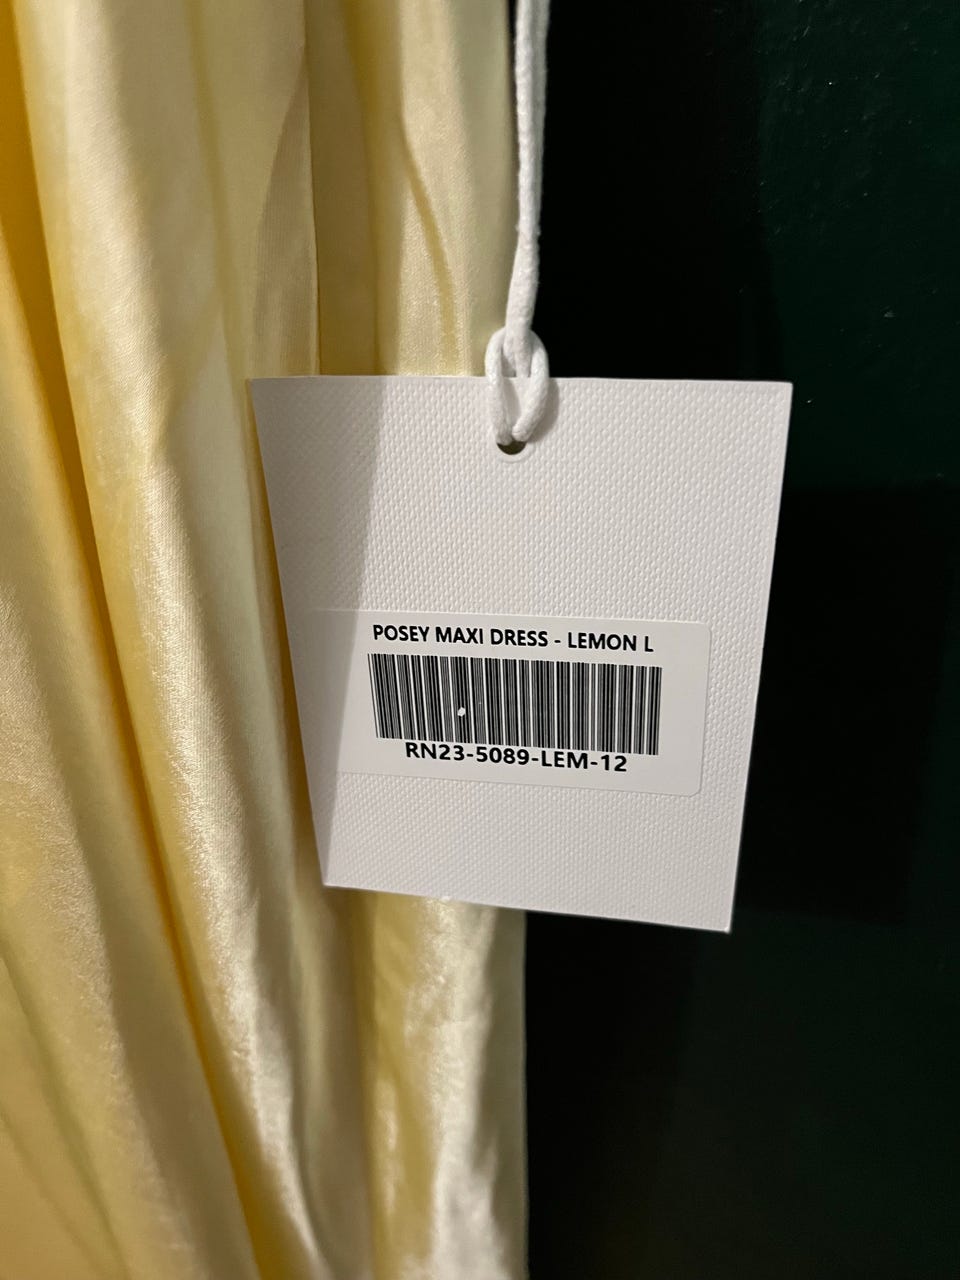 POSEY MAXI DRESS - LEMON L
RN23-5089-LEM-12